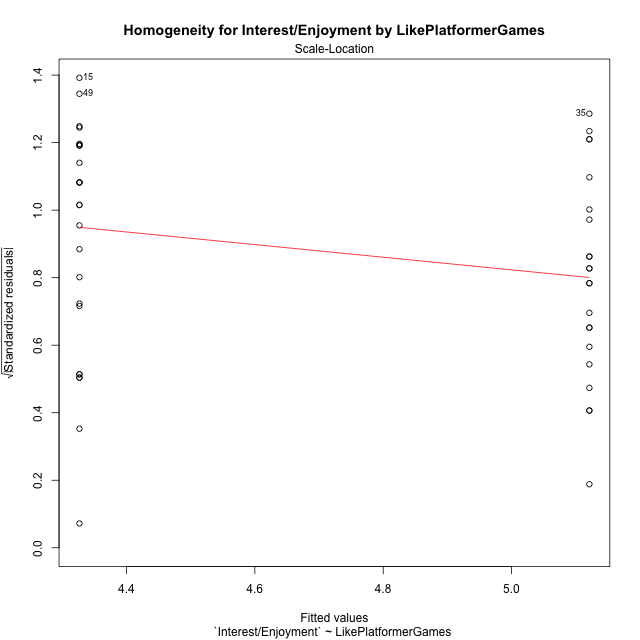 Homogeneity for Interest/Enjoyment by LikePlatformerGames
Scale-Location
1.4
1.2
1.0
0.8
0.6
0.4
0.2
0.0
√|Standardized residuals|
15
49
35
4.4 4.6 4.8 5.0
Fitted values
`Interest/Enjoyment` ~ LikePlatformerGames